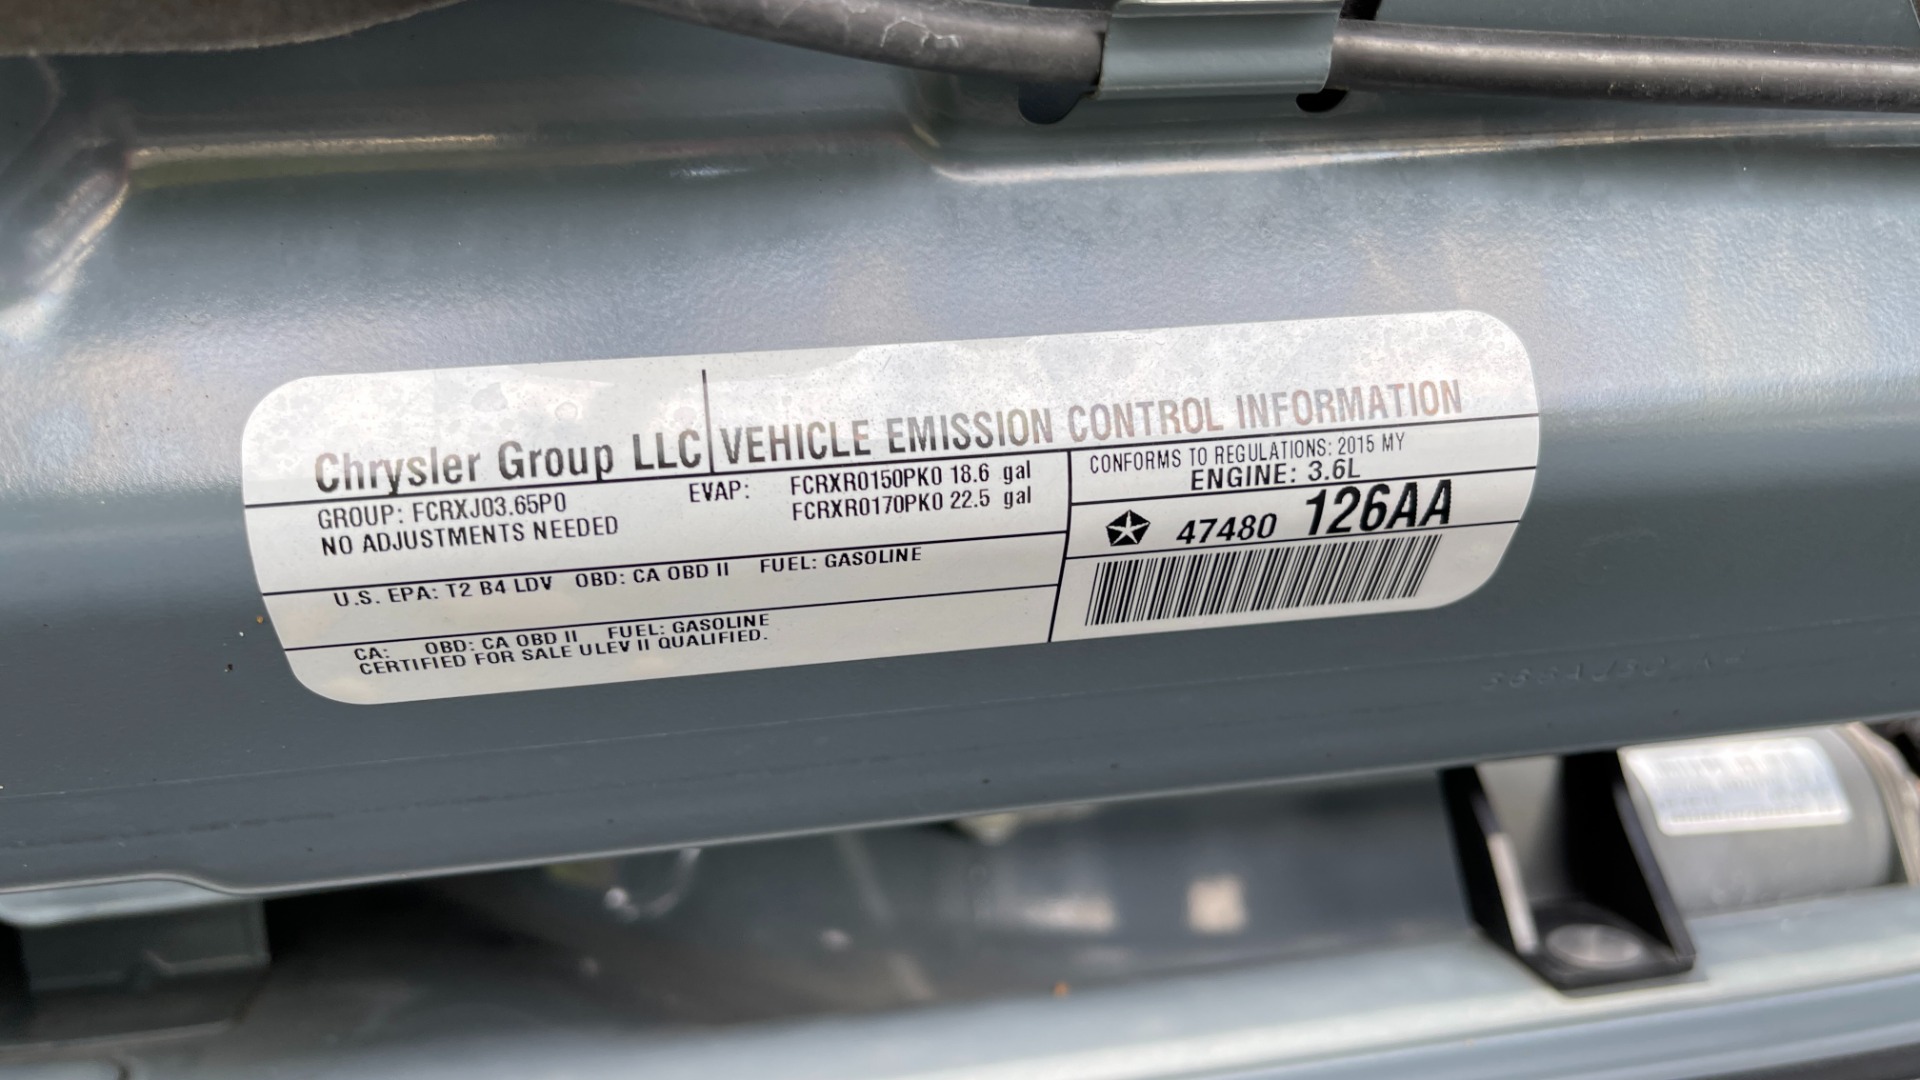 Chrysler Group LLC
VEHICLE EMISSION CONTROL INFORMATION
GROUP: FCRXJ03.65P0
NO ADJUSTMENTS NEEDED
EVAP: FCRXR0150PK0 18.6 gal
FCRXR0170PK0 22.5 gal
CONFORMS TO REGULATIONS: 2015 MY
ENGINE: 3.6L
47480 126AA
U.S. EPA: T2 B4 LDV OBD: CA OBD II FUEL: GASOLINE
CA: OBD: CA OBD II FUEL: GASOLINE
CERTIFIED FOR SALE ULEV II QUALIFIED.